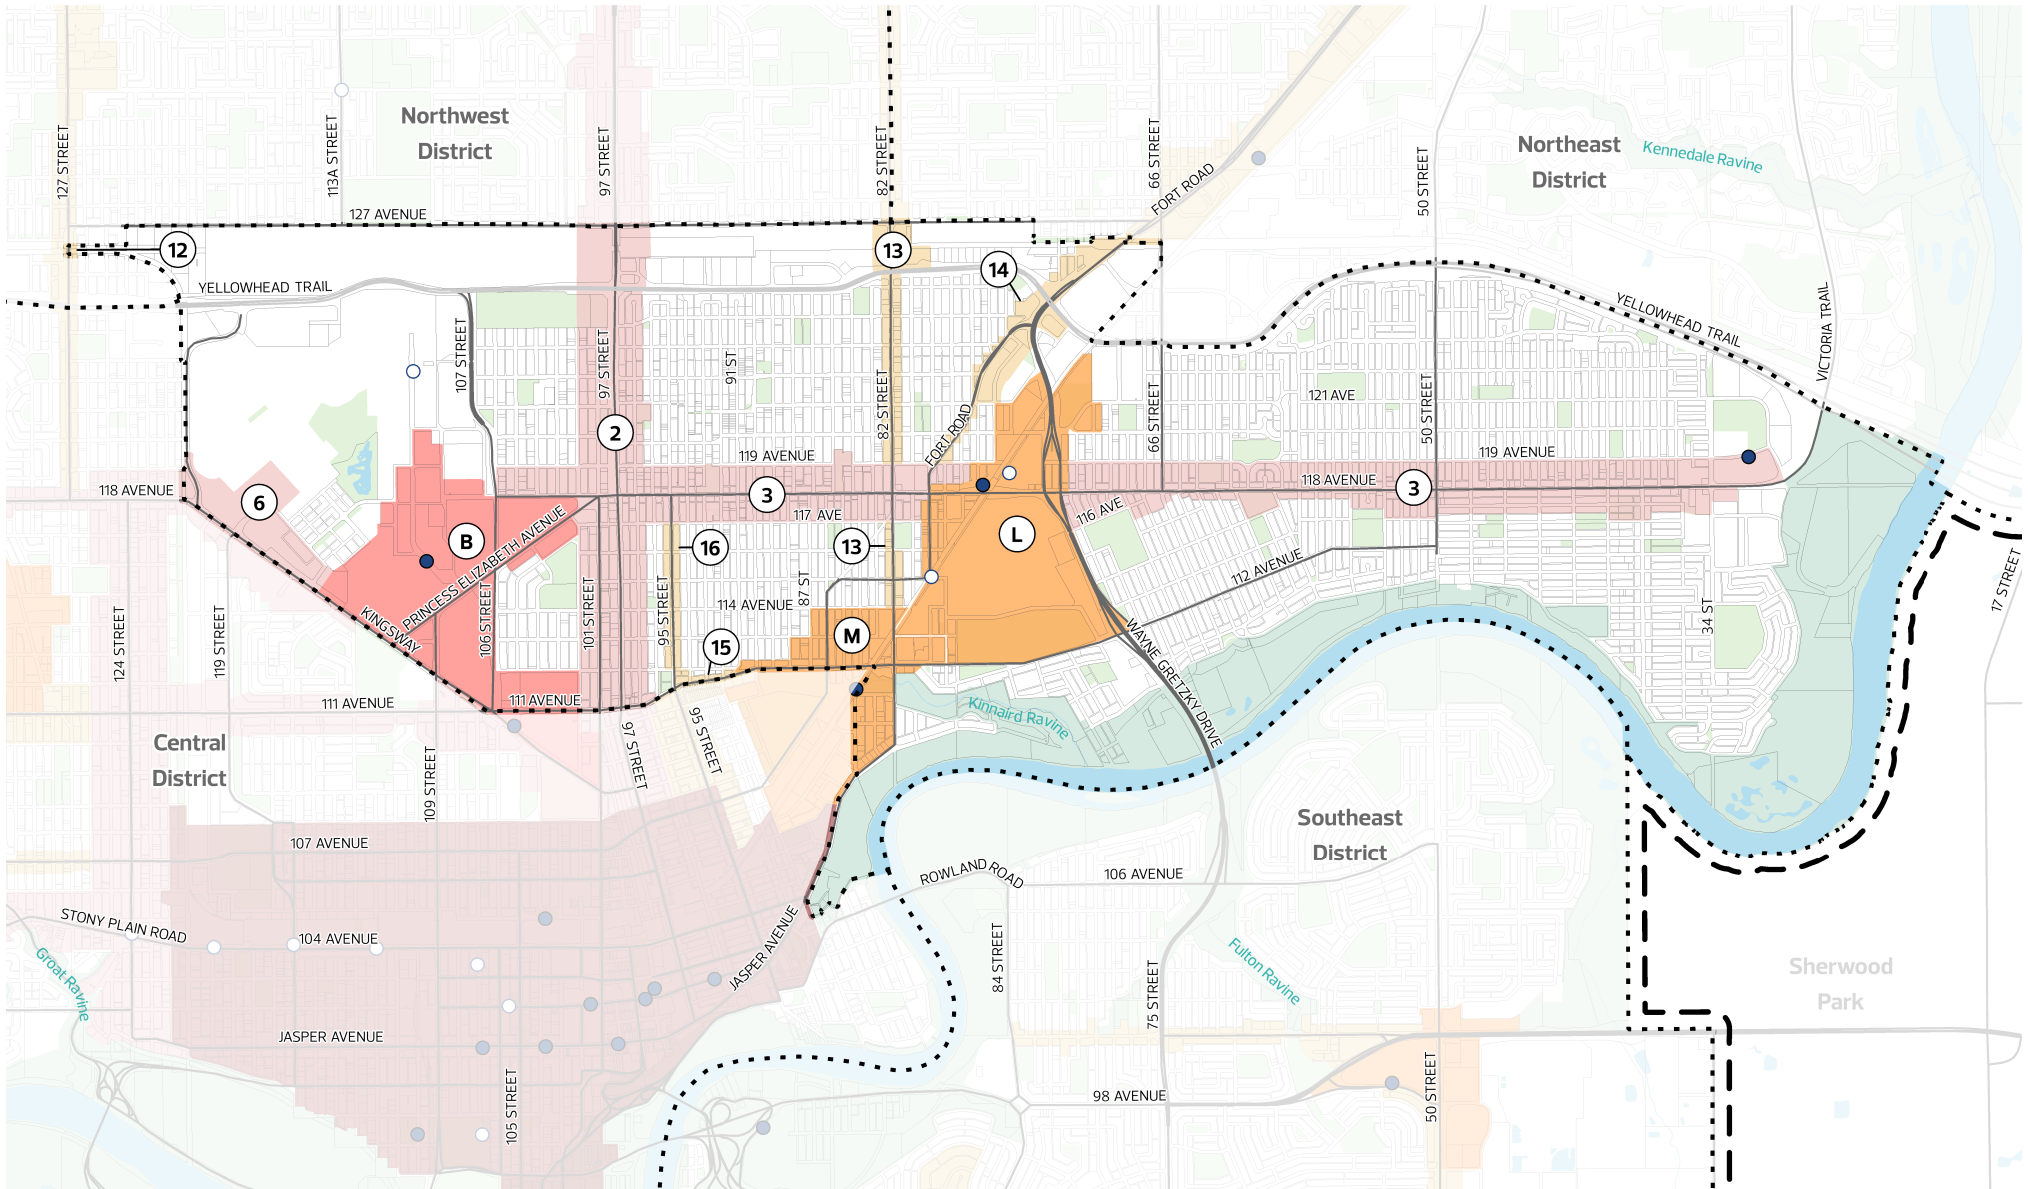 Northwest
District
Northeast
District
Kennedale Ravine
127 STREET
113A STREET
97 STREET
82 STREET
66 STREET
FORT ROAD
50 STREET
127 AVENUE
12
13
14
YELLOWHEAD TRAIL
YELLOWHEAD TRAIL
VICTORIA TRAIL
107 STREET
97 STREET
91 ST
82 STREET
FORT ROAD
66 STREET
121 AVE
50 STREET
2
119 AVENUE
119 AVENUE
118 AVENUE
118 AVENUE
6
3
3
117 AVE
116 AVE
B
PRINCESS ELIZABETH AVENUE
16
13
L
112 AVENUE
17 STREET
KINGSWAY
106 STREET
101 STREET
95 STREET
87 ST
114 AVENUE
124 STREET
119 STREET
34 ST
15
M
WAYNE GRETZKY DRIVE
111 AVENUE
111 AVENUE
Kinnaird Ravine
Central
District
109 STREET
97 STREET
95 STREET
Southeast
District
107 AVENUE
ROWLAND ROAD
106 AVENUE
STONY PLAIN ROAD
104 AVENUE
JASPER AVENUE
84 STREET
Fulton Ravine
Groat Ravine
75 STREET
Sherwood
Park
JASPER AVENUE
105 STREET
98 AVENUE
50 STREET